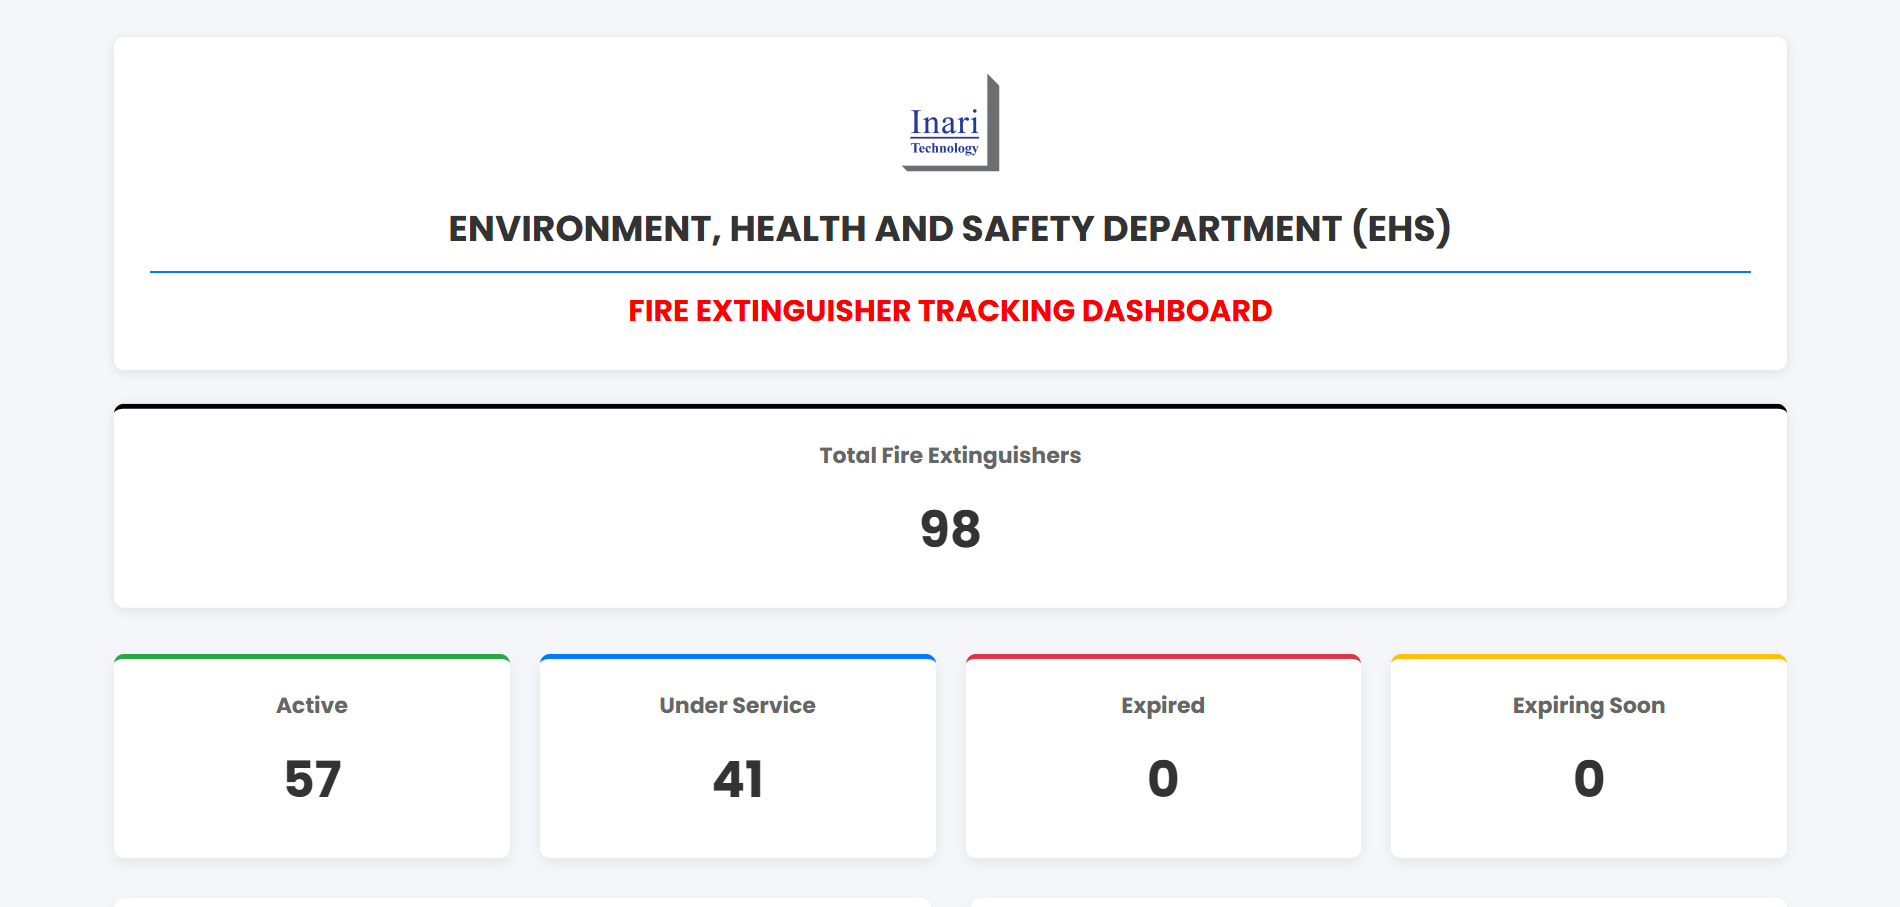 Inari
Technology
ENVIRONMENT, HEALTH AND SAFETY DEPARTMENT (EHS)
FIRE EXTINGUISHER TRACKING DASHBOARD
Total Fire Extinguishers
98
Active
57
Under Service
41
Expired
0
Expiring Soon
0